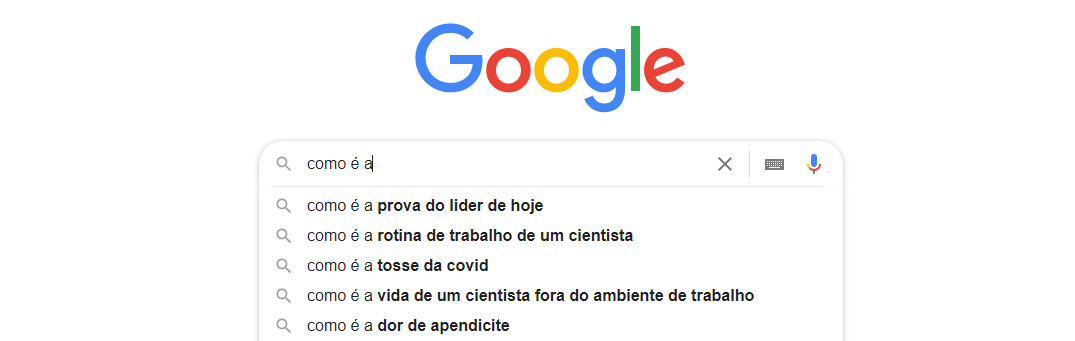 Google
como é a
como é a prova do lider de hoje
como é a rotina de trabalho de um cientista
como é a tosse da covid
como é a vida de um cientista fora do ambiente de trabalho
como é a dor de apendicite